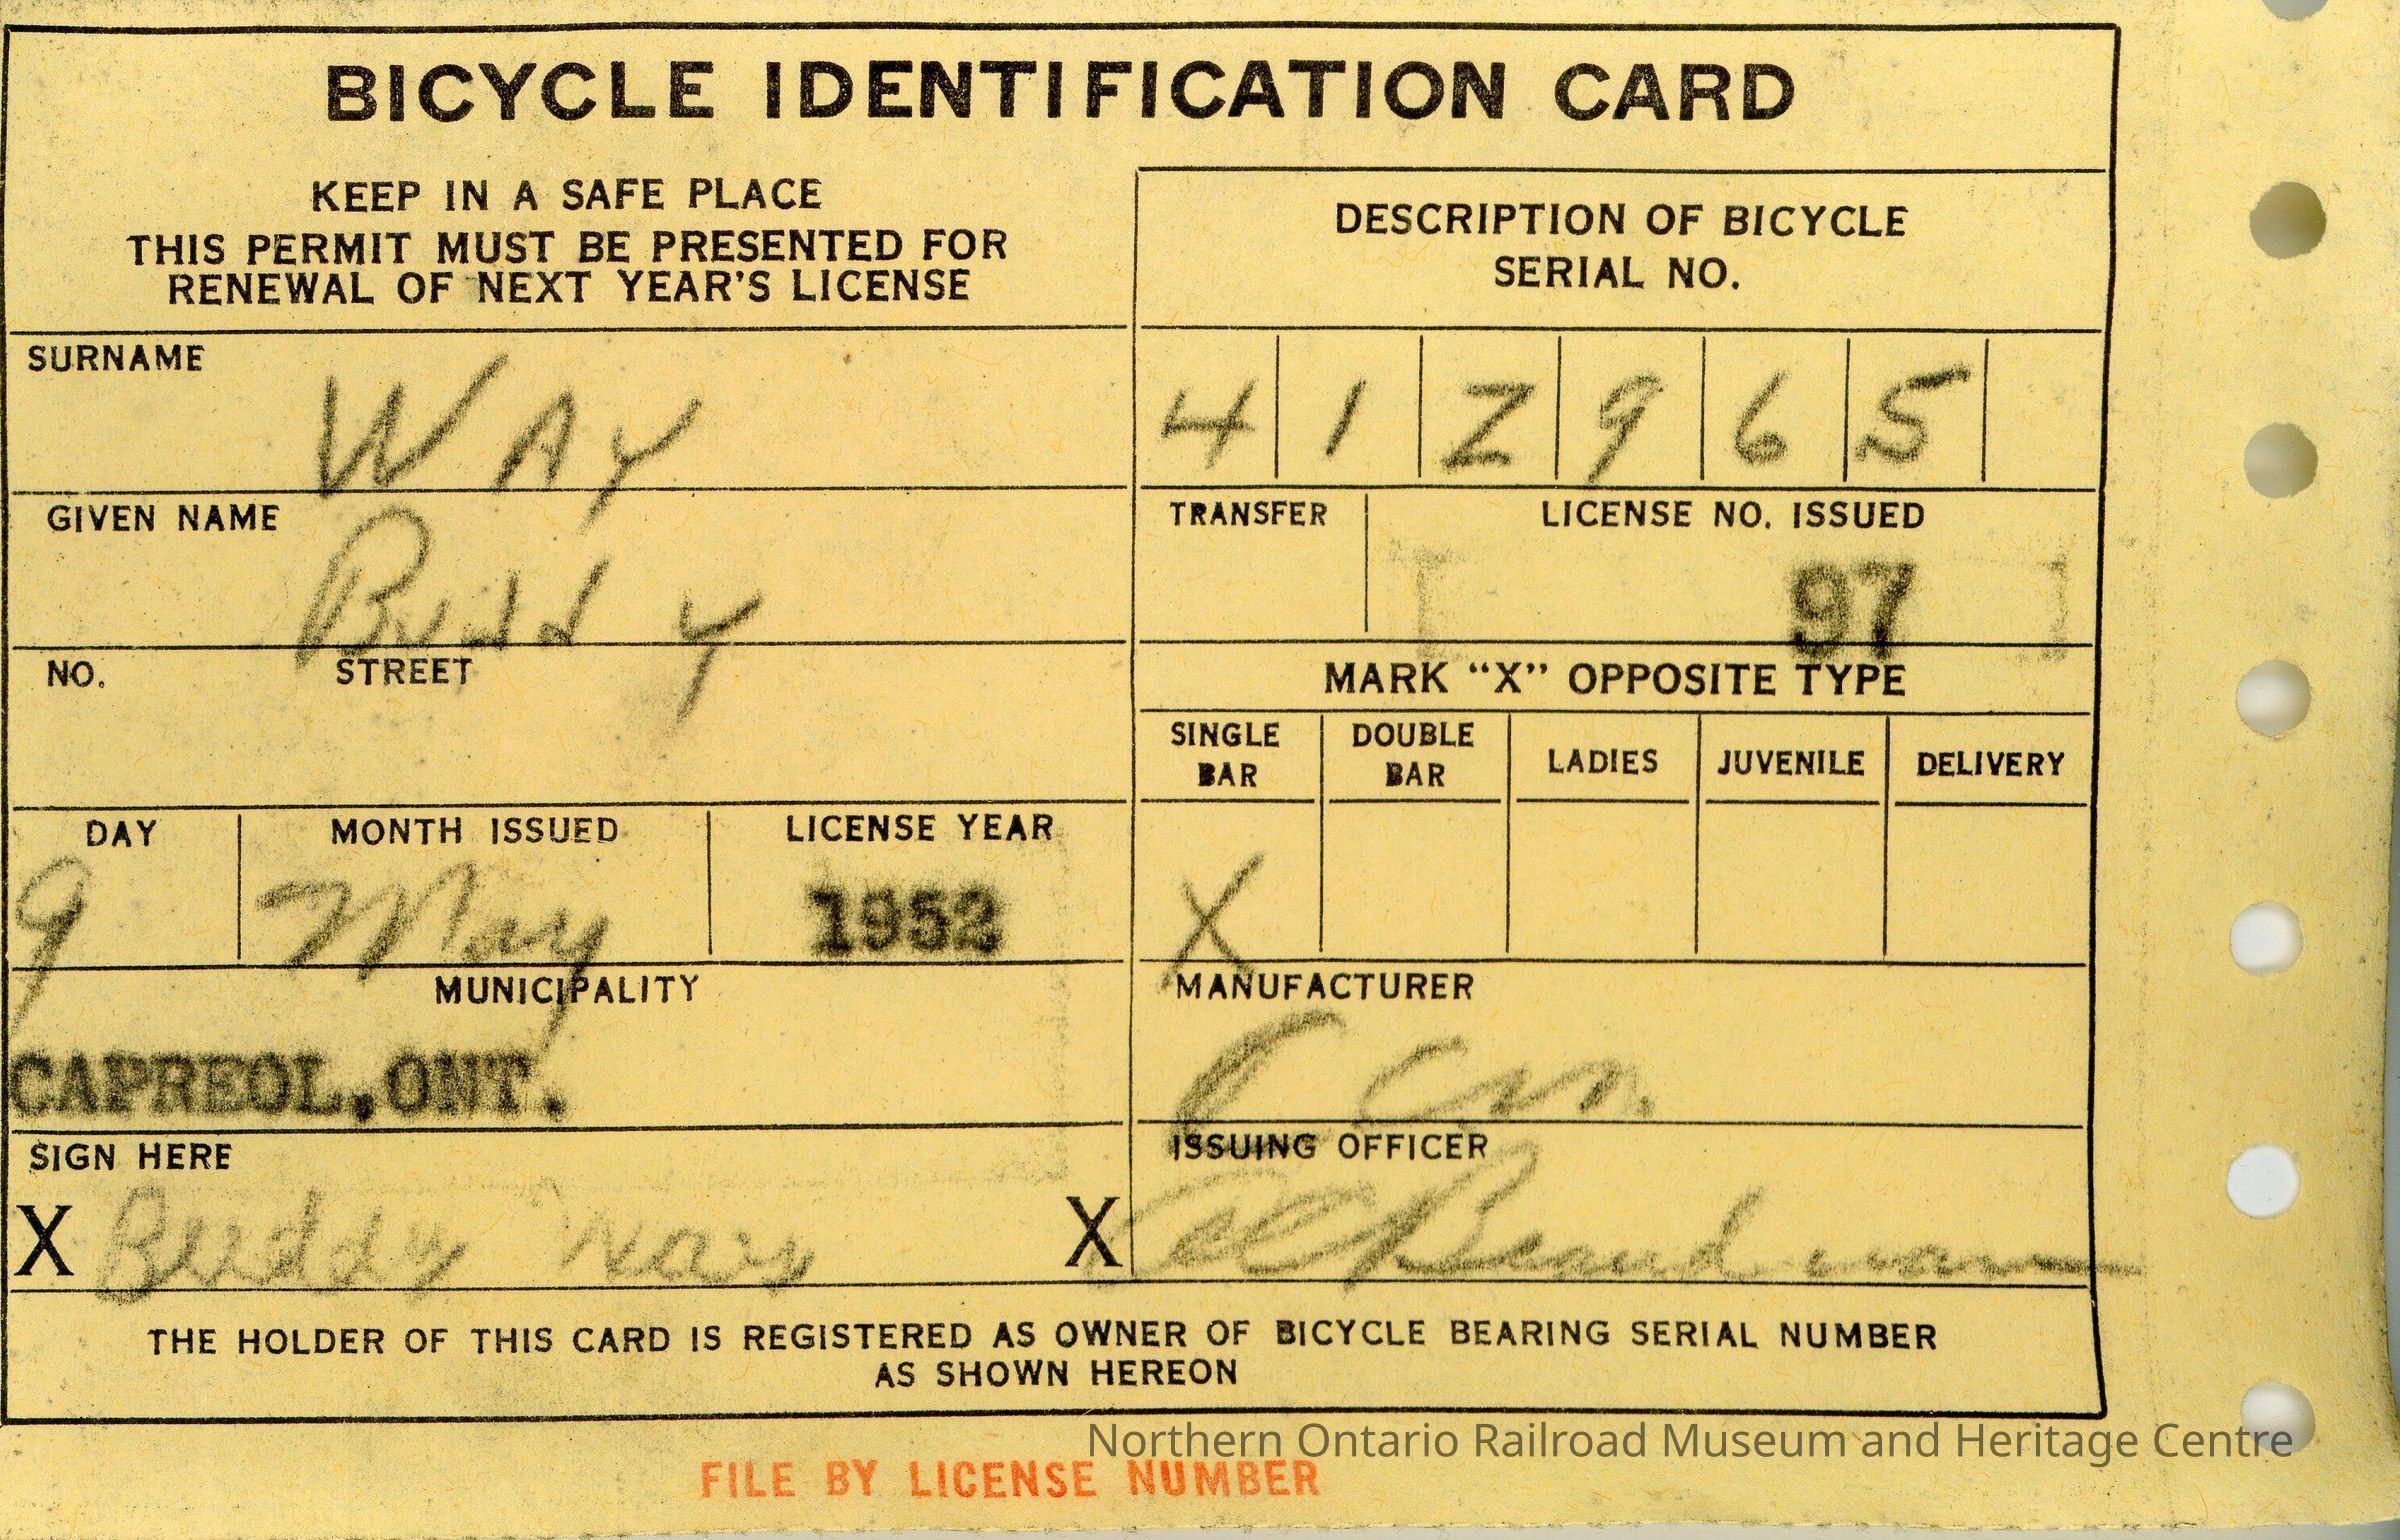 BICYCLE IDENTIFICATION CARD
KEEP IN A SAFE PLACE
THIS PERMIT MUST BE PRESENTED FOR
RENEWAL OF NEXT YEAR'S LICENSE
DESCRIPTION OF BICYCLE
SERIAL NO.
SURNAME
WAY
4 1 2 9 6 5
GIVEN NAME
Buddy
TRANSFER
LICENSE NO. ISSUED
97
NO. STREET
MARK "X" OPPOSITE TYPE
SINGLE BAR
DOUBLE BAR
LADIES
JUVENILE
DELIVERY
X
DAY
9
MONTH ISSUED
May
LICENSE YEAR
1952
MUNICIPALITY
CAPREOL, ONT.
MANUFACTURER
SIGN HERE
X Buddy Way
ISSUING OFFICER
X
THE HOLDER OF THIS CARD IS REGISTERED AS OWNER OF BICYCLE BEARING SERIAL NUMBER
AS SHOWN HEREON
Northern Ontario Railroad Museum and Heritage Centre
FILE BY LICENSE NUMBER